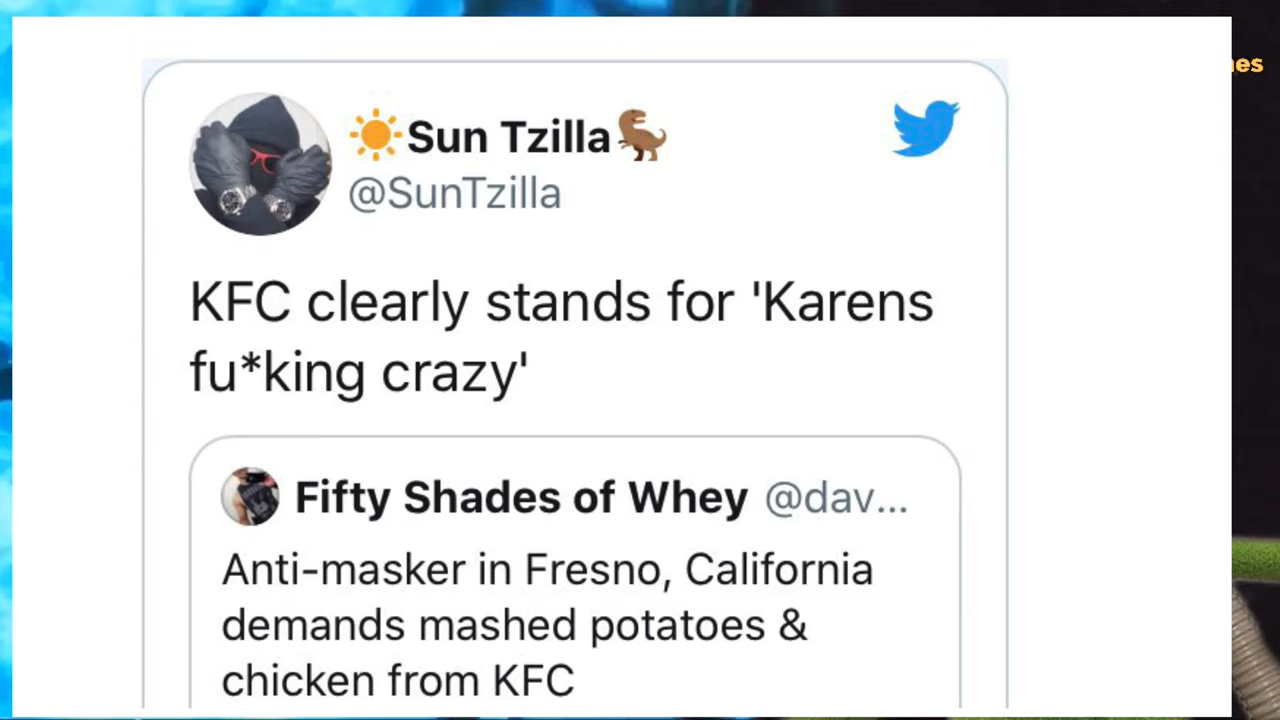 nes
☀️Sun Tzilla🦖
@SunTzilla
KFC clearly stands for 'Karens
fu*king crazy'
Fifty Shades of Whey @dav...
Anti-masker in Fresno, California
demands mashed potatoes &
chicken from KFC